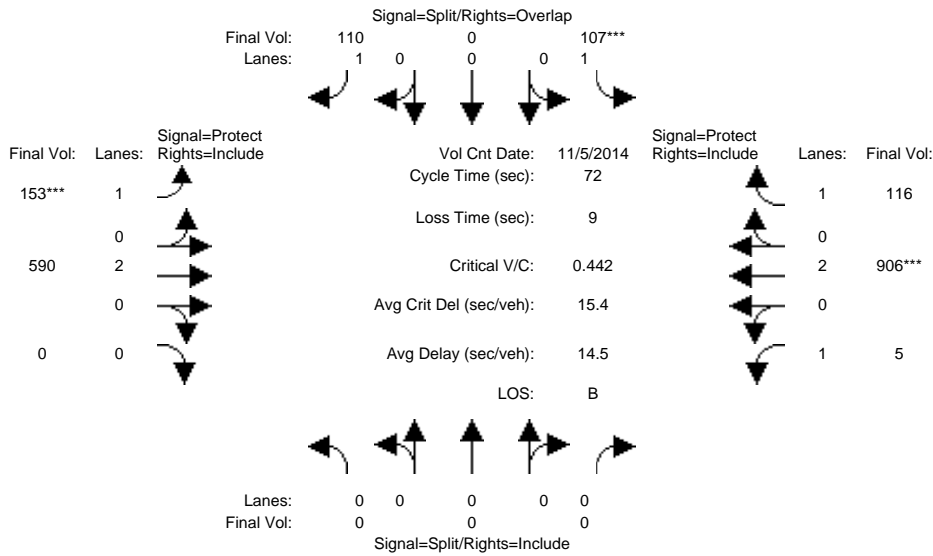 Signal=Split/Rights=Overlap
Final Vol: 110 0 107***
Lanes: 1 0 0 0 1
Signal=Protect
Final Vol: Lanes: Rights=Include
Vol Cnt Date: 11/5/2014
Signal=Protect
Rights=Include Lanes: Final Vol:
Cycle Time (sec): 72
153*** 1
1 116
Loss Time (sec): 9
0
0
590 2
Critical V/C: 0.442
2 906***
0
Avg Crit Del (sec/veh): 15.4
0
0 0
Avg Delay (sec/veh): 14.5
1 5
LOS: B
Lanes: 0 0 0 0 0
Final Vol: 0 0 0
Signal=Split/Rights=Include